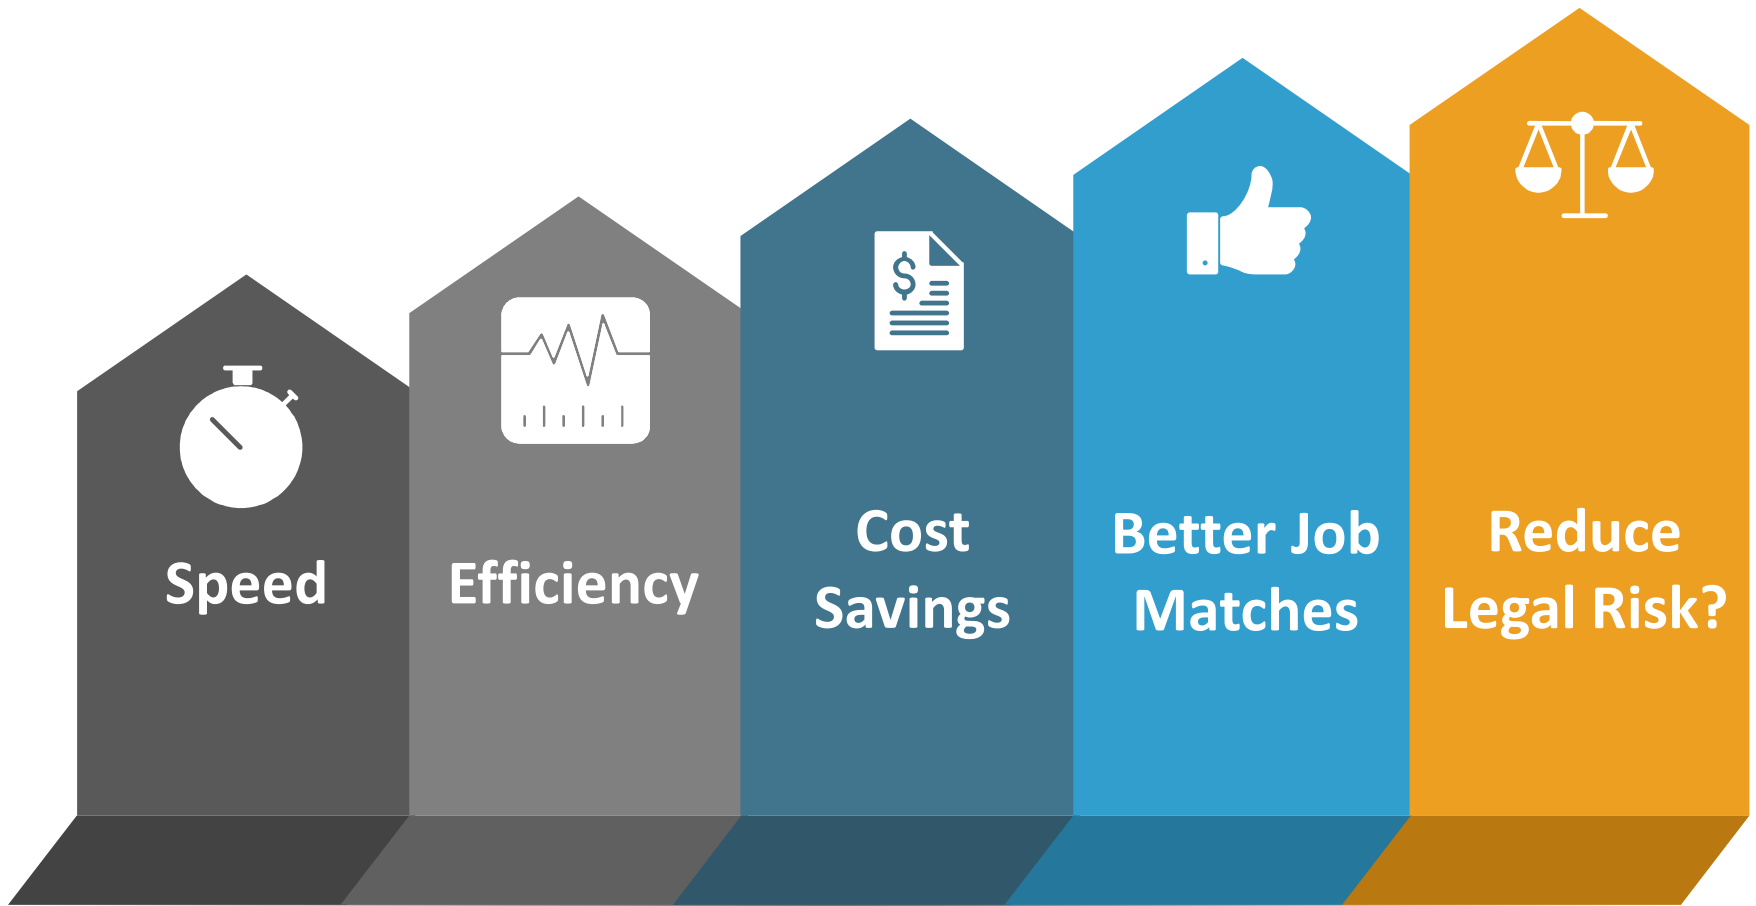 Speed
Efficiency
$
Cost
Savings
Better Job
Matches
Reduce
Legal Risk?